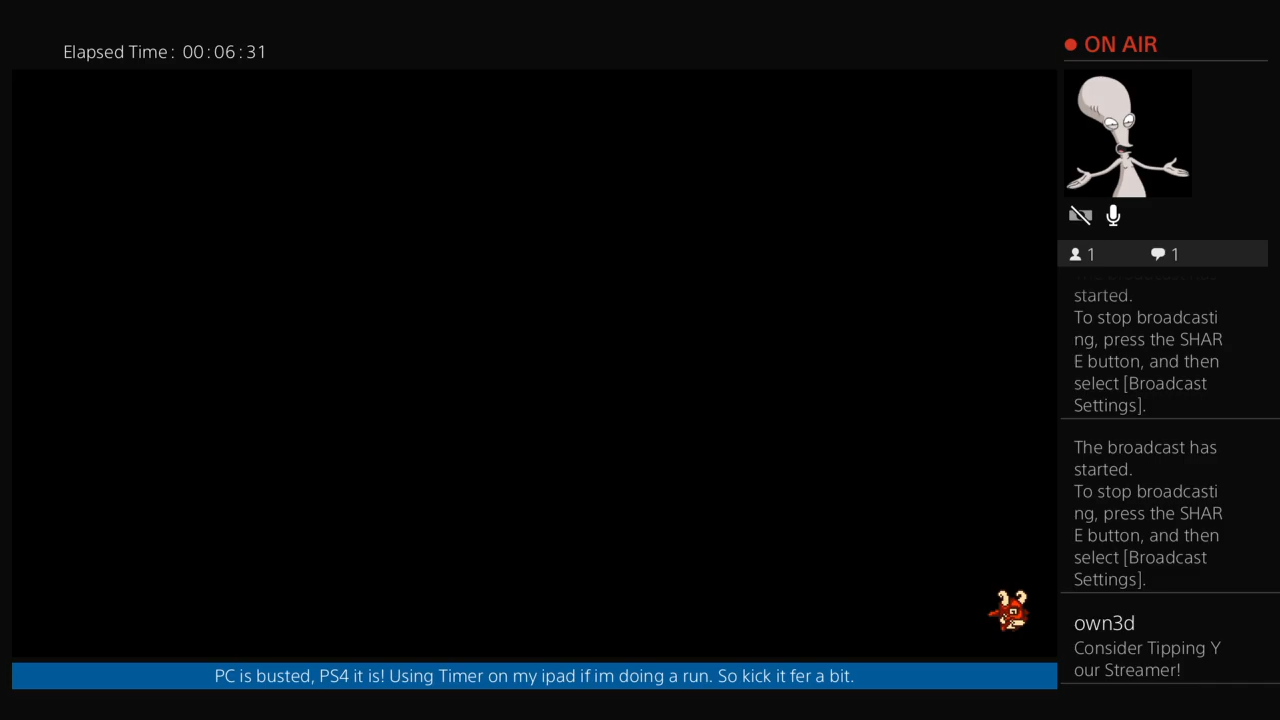 Elapsed Time: 00:06:31
ON AIR
1
1
started.
To stop broadcasti
ng, press the SHAR
E button, and then
select [Broadcast
Settings].
The broadcast has
started.
To stop broadcasti
ng, press the SHAR
E button, and then
select [Broadcast
Settings].
own3d
Consider Tipping Y
our Streamer!
PC is busted, PS4 it is! Using Timer on my ipad if im doing a run. So kick it fer a bit.